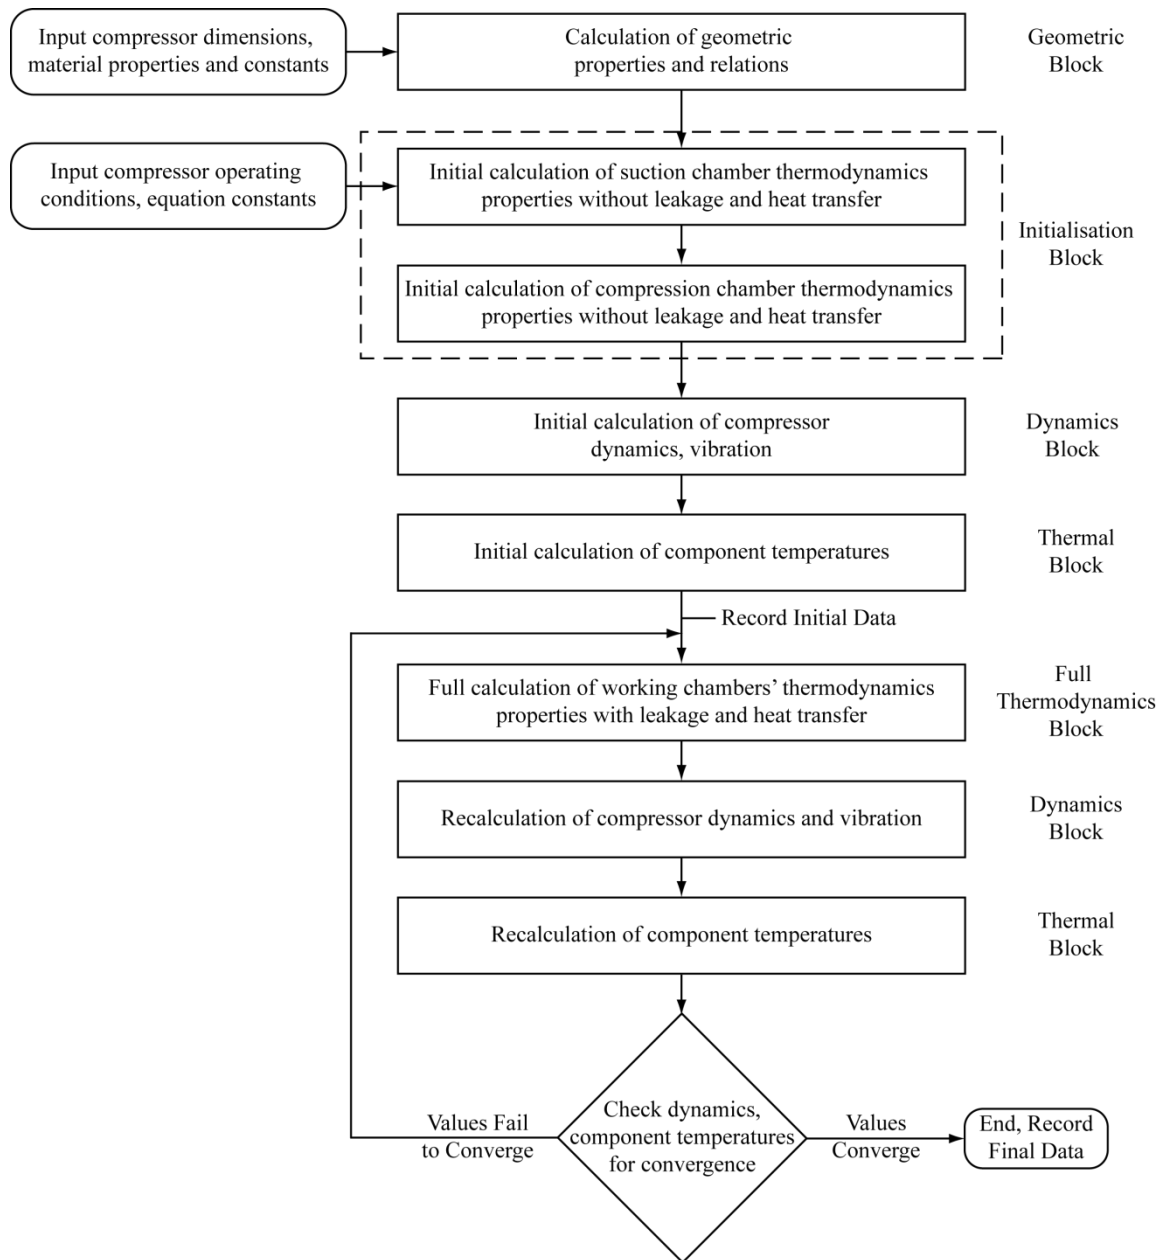 Input compressor dimensions,
material properties and constants
Calculation of geometric
properties and relations
Geometric
Block
Input compressor operating
conditions, equation constants
Initial calculation of suction chamber thermodynamics
properties without leakage and heat transfer
Initial calculation of compression chamber thermodynamics
properties without leakage and heat transfer
Initialisation
Block
Initial calculation of compressor
dynamics, vibration
Dynamics
Block
Initial calculation of component temperatures
Thermal
Block
Record Initial Data
Full calculation of working chambers’ thermodynamics
properties with leakage and heat transfer
Full
Thermodynamics
Block
Recalculation of compressor dynamics and vibration
Dynamics
Block
Recalculation of component temperatures
Thermal
Block
Values Fail
to Converge
Check dynamics,
component temperatures
for convergence
Values
Converge
End, Record
Final Data